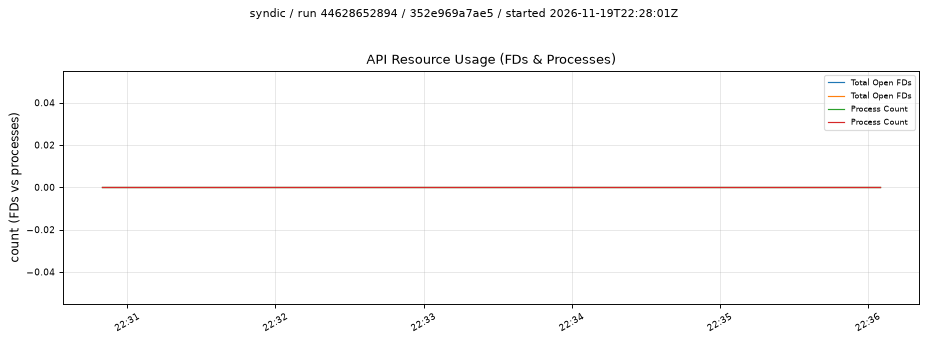 syndic / run 44628652894 / 352e969a7ae5 / started 2026-11-19T22:28:01Z
API Resource Usage (FDs & Processes)
count (FDs vs processes)
0.04
0.02
0.00
−0.02
−0.04
Total Open FDs
Total Open FDs
Process Count
Process Count
22:31
22:32
22:33
22:34
22:35
22:36